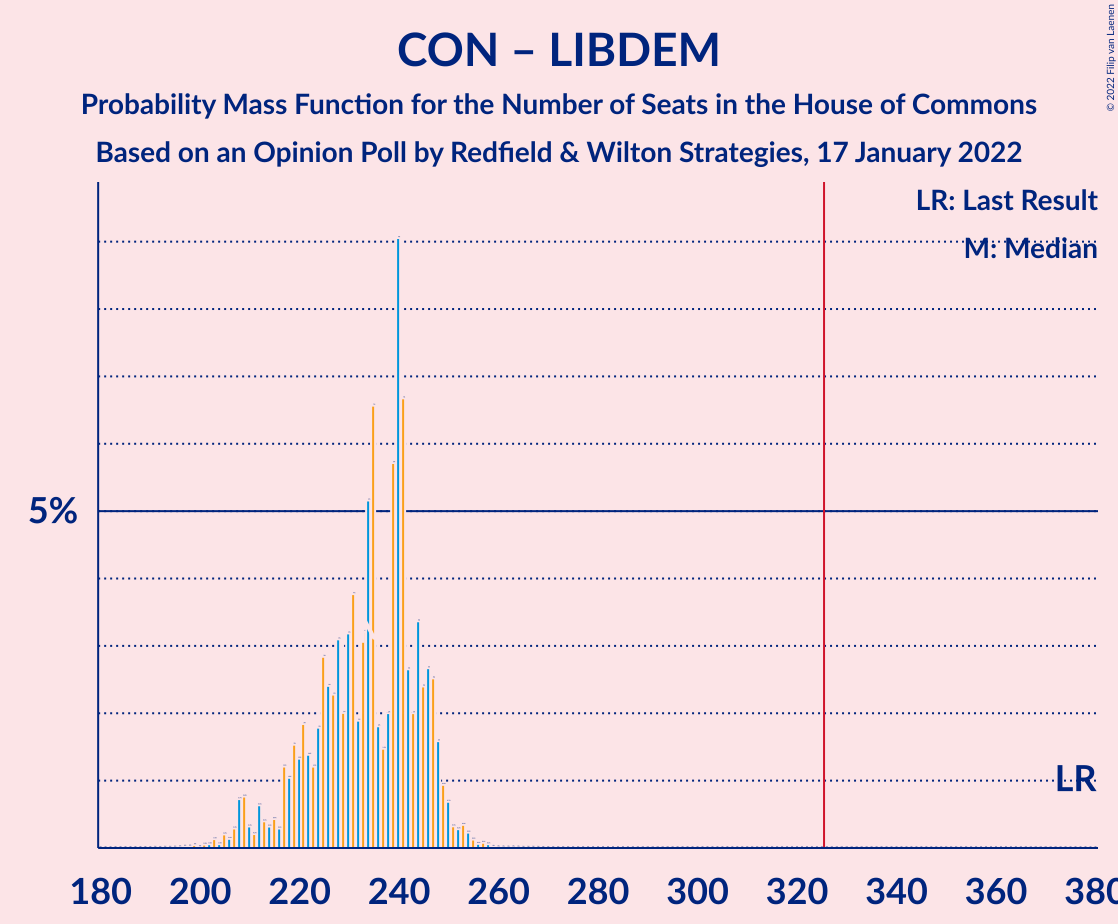 CON – LIBDEM
Probability Mass Function for the Number of Seats in the House of Commons
Based on an Opinion Poll by Redfield & Wilton Strategies, 17 January 2022
© 2022 Filip van Laenen
LR: Last Result
M: Median
5%
LR
180 200 220 240 260 280 300 320 340 360 380